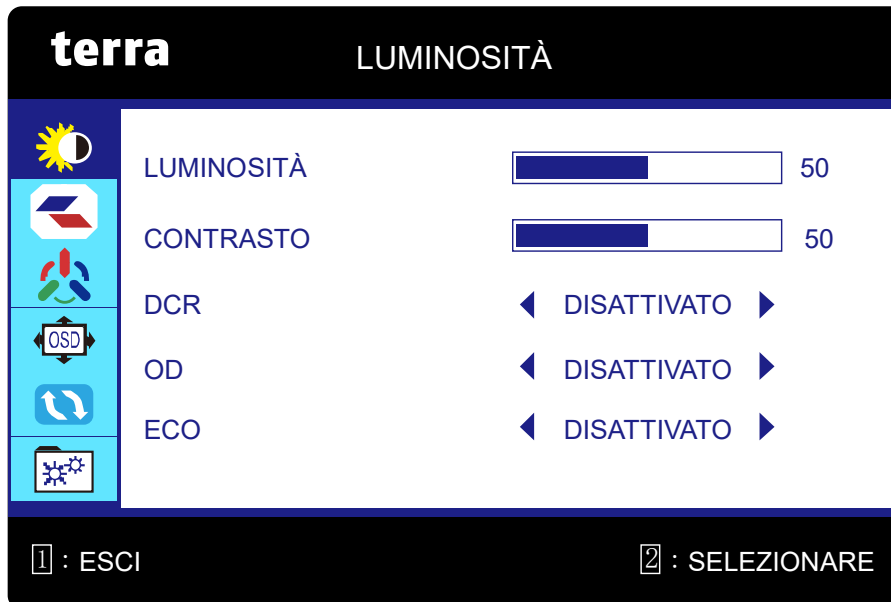 terra
LUMINOSITÀ
LUMINOSITÀ 50
CONTRASTO 50
DCR DISATTIVATO
OD DISATTIVATO
OSD
ECO DISATTIVATO
1 : ESCI
2 : SELEZIONARE